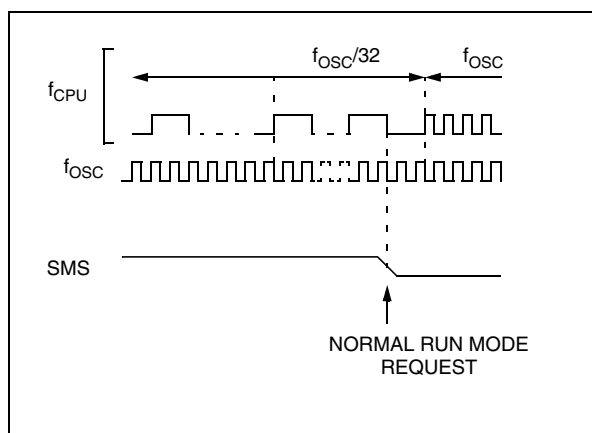 fOSC/32
fOSC
fCPU
fOSC
SMS
NORMAL RUN MODE
REQUEST